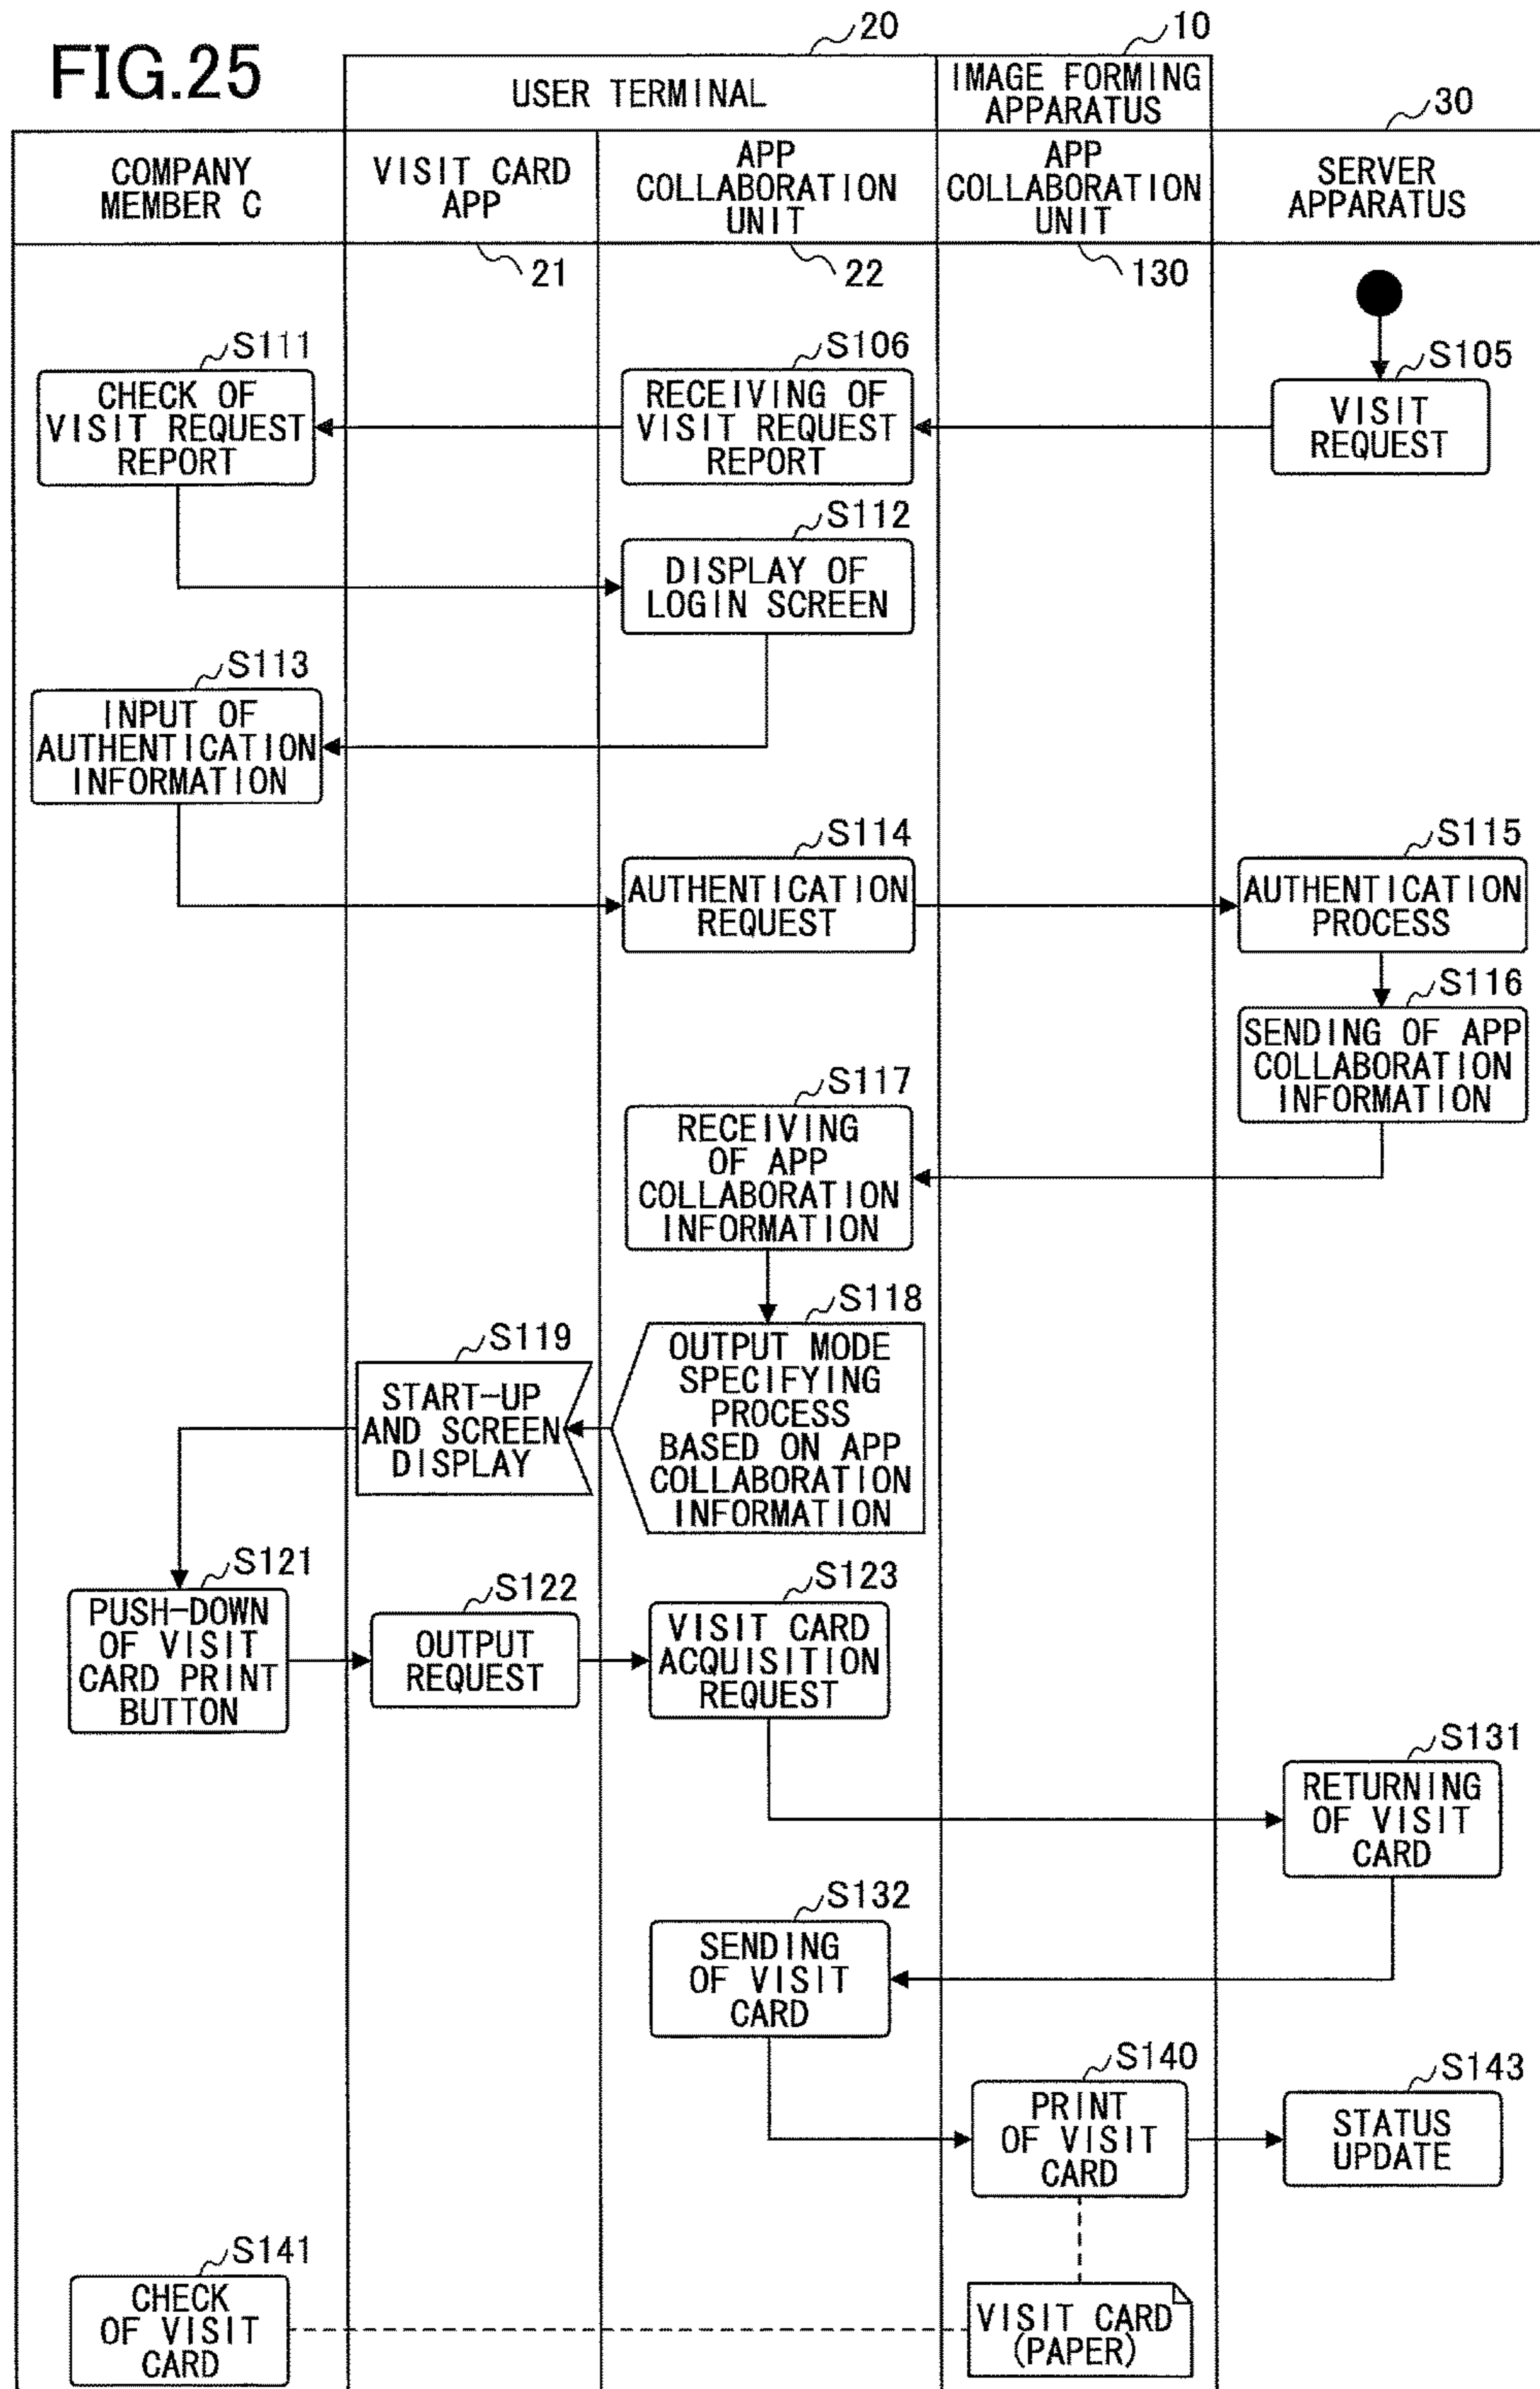 FIG.25
20
10
USER TERMINAL
IMAGE FORMING
APPARATUS
30
COMPANY
MEMBER C
VISIT CARD
APP
APP
COLLABORATION
UNIT
APP
COLLABORATION
UNIT
SERVER
APPARATUS
21
22
130
S111
CHECK OF
VISIT REQUEST
REPORT
S106
RECEIVING OF
VISIT REQUEST
REPORT
S105
VISIT
REQUEST
S112
DISPLAY OF
LOGIN SCREEN
S113
INPUT OF
AUTHENTICATION
INFORMATION
S114
AUTHENTICATION
REQUEST
S115
AUTHENTICATION
PROCESS
S116
SENDING OF APP
COLLABORATION
INFORMATION
S117
RECEIVING
OF APP
COLLABORATION
INFORMATION
S118
OUTPUT MODE
SPECIFYING
PROCESS
BASED ON APP
COLLABORATION
INFORMATION
S119
START-UP
AND SCREEN
DISPLAY
S121
PUSH-DOWN
OF VISIT
CARD PRINT
BUTTON
S122
OUTPUT
REQUEST
S123
VISIT CARD
ACQUISITION
REQUEST
S131
RETURNING
OF VISIT
CARD
S132
SENDING
OF VISIT
CARD
S140
PRINT
OF VISIT
CARD
S143
STATUS
UPDATE
S141
CHECK
OF VISIT
CARD
VISIT CARD
(PAPER)